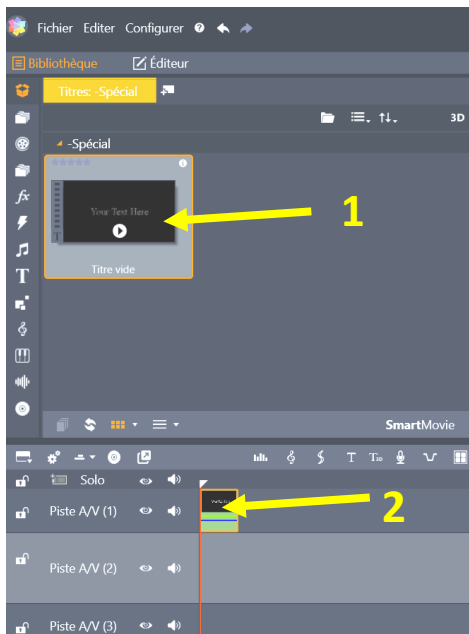 Fichier Editer Configurer
Bibliothèque Éditeur
Titres: -Spécial
3D
-Spécial
Your Text Here
T
Titre vide
1
fx
T
SmartMovie
T
Solo
Piste A/V (1)
2
Piste A/V (2)
Piste A/V (3)